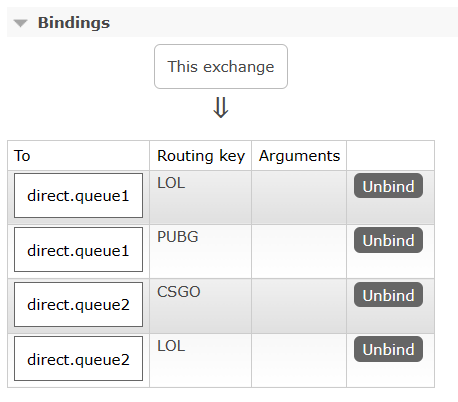 Bindings
This exchange
⇓
To Routing key Arguments
direct.queue1 LOL Unbind
direct.queue1 PUBG Unbind
direct.queue2 CSGO Unbind
direct.queue2 LOL Unbind